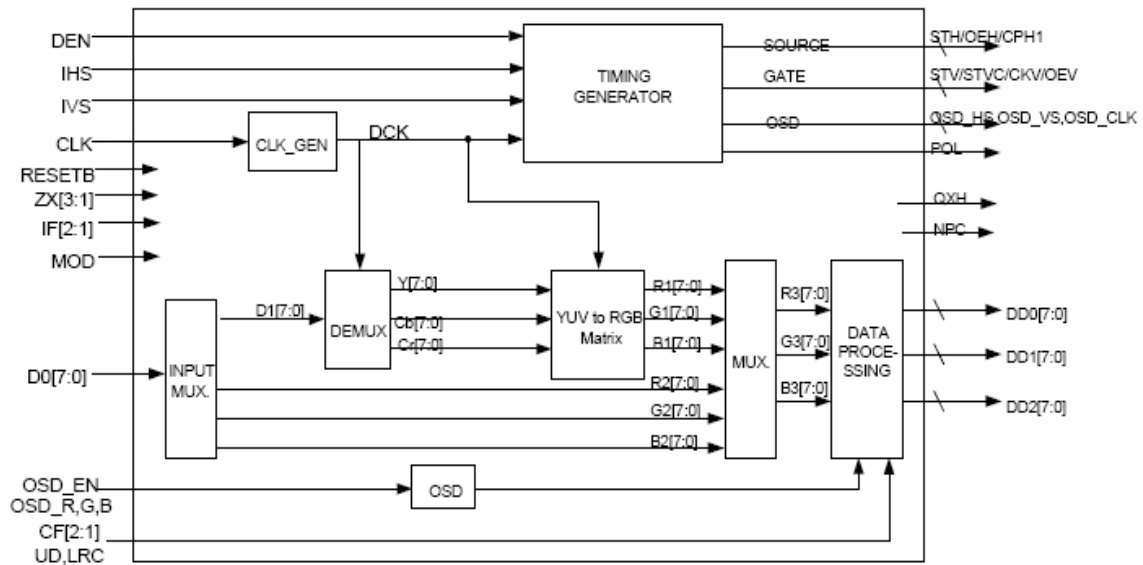 DEN
IHS
IVS
CLK
RESETB
ZX[3:1]
IF[2:1]
MOD
D0[7:0]
OSD_EN
OSD_R,G,B
CF[2:1]
UD,LRC
CLK_GEN
DCK
TIMING
GENERATOR
SOURCE
GATE
OSD
STH/OEH/CPH1
STV/STVC/CKV/OEV
OSD_HS,OSD_VS,OSD_CLK
POL
QXH
NPC
INPUT
MUX.
D1[7:0]
DEMUX
Y[7:0]
Cb[7:0]
Cr[7:0]
YUV to RGB
Matrix
R1[7:0]
G1[7:0]
B1[7:0]
R2[7:0]
G2[7:0]
B2[7:0]
MUX.
R3[7:0]
G3[7:0]
B3[7:0]
DATA
PROCE-
SSING
DD0[7:0]
DD1[7:0]
DD2[7:0]
OSD